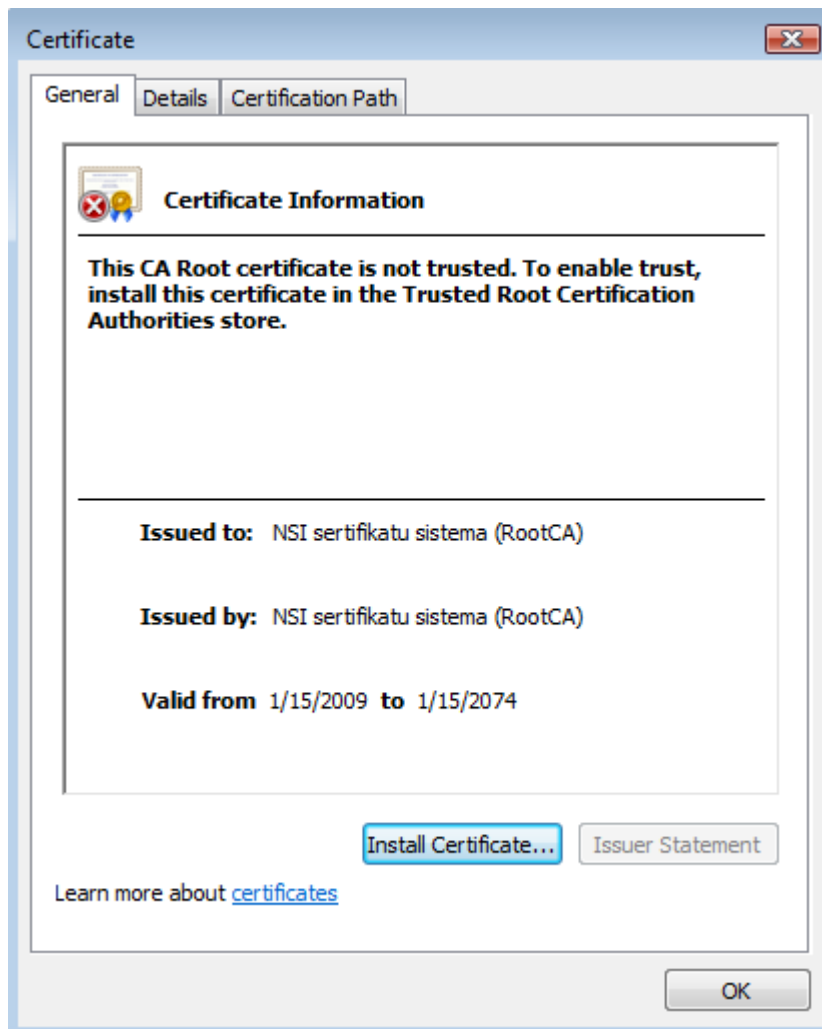 Certificate
General Details Certification Path
Certificate Information
This CA Root certificate is not trusted. To enable trust,
install this certificate in the Trusted Root Certification
Authorities store.
Issued to: NSI sertifikatu sistema (RootCA)
Issued by: NSI sertifikatu sistema (RootCA)
Valid from 1/15/2009 to 1/15/2074
Install Certificate... Issuer Statement
Learn more about certificates
OK